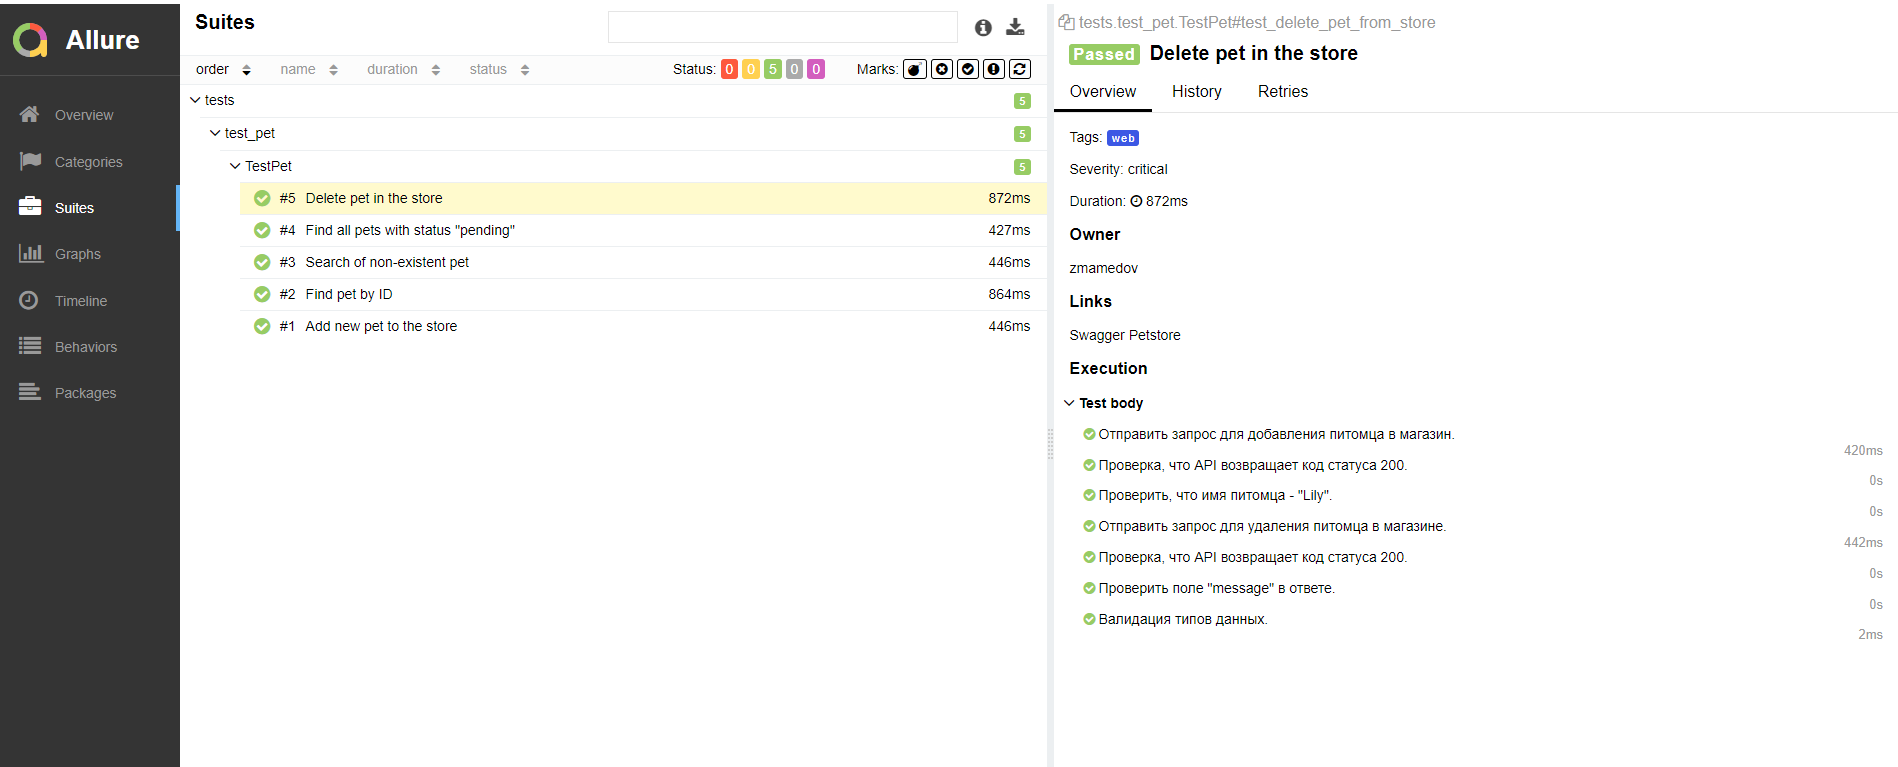 Allure
Overview
Categories
Suites
Graphs
Timeline
Behaviors
Packages
Suites
order name duration status Status: 0 0 5 0 0 Marks:
tests 5
test_pet 5
TestPet 5
#5 Delete pet in the store 872ms
#4 Find all pets with status "pending" 427ms
#3 Search of non-existent pet 446ms
#2 Find pet by ID 864ms
#1 Add new pet to the store 446ms
tests.test_pet.TestPet#test_delete_pet_from_store
Passed Delete pet in the store
Overview History Retries
Tags: web
Severity: critical
Duration: 872ms
Owner
zmamedov
Links
Swagger Petstore
Execution
Test body
Отправить запрос для добавления питомца в магазин.
420ms
Проверка, что API возвращает код статуса 200.
0s
Проверить, что имя питомца - "Lily".
0s
Отправить запрос для удаления питомца в магазине.
442ms
Проверка, что API возвращает код статуса 200.
0s
Проверить поле "message" в ответе.
0s
Валидация типов данных.
2ms